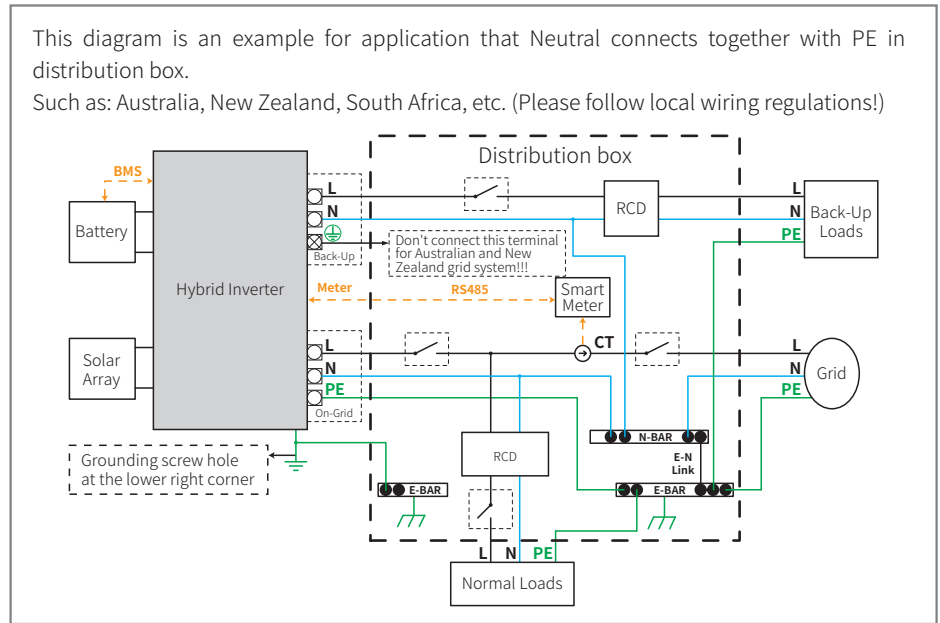 This diagram is an example for application that Neutral connects together with PE in
distribution box.
Such as: Australia, New Zealand, South Africa, etc. (Please follow local wiring regulations!)
Distribution box
BMS
Battery
Hybrid Inverter
L
N
Back-Up
RCD
L
N
PE
Back-Up
Loads
Don't connect this terminal
for Australian and New
Zealand grid system!!!
Meter
RS485
Smart
Meter
Solar
Array
L
N
PE
On-Grid
CT
L
N
PE
Grid
N-BAR
E-N
Link
RCD
Grounding screw hole
at the lower right corner
E-BAR
E-BAR
L
N
PE
Normal Loads